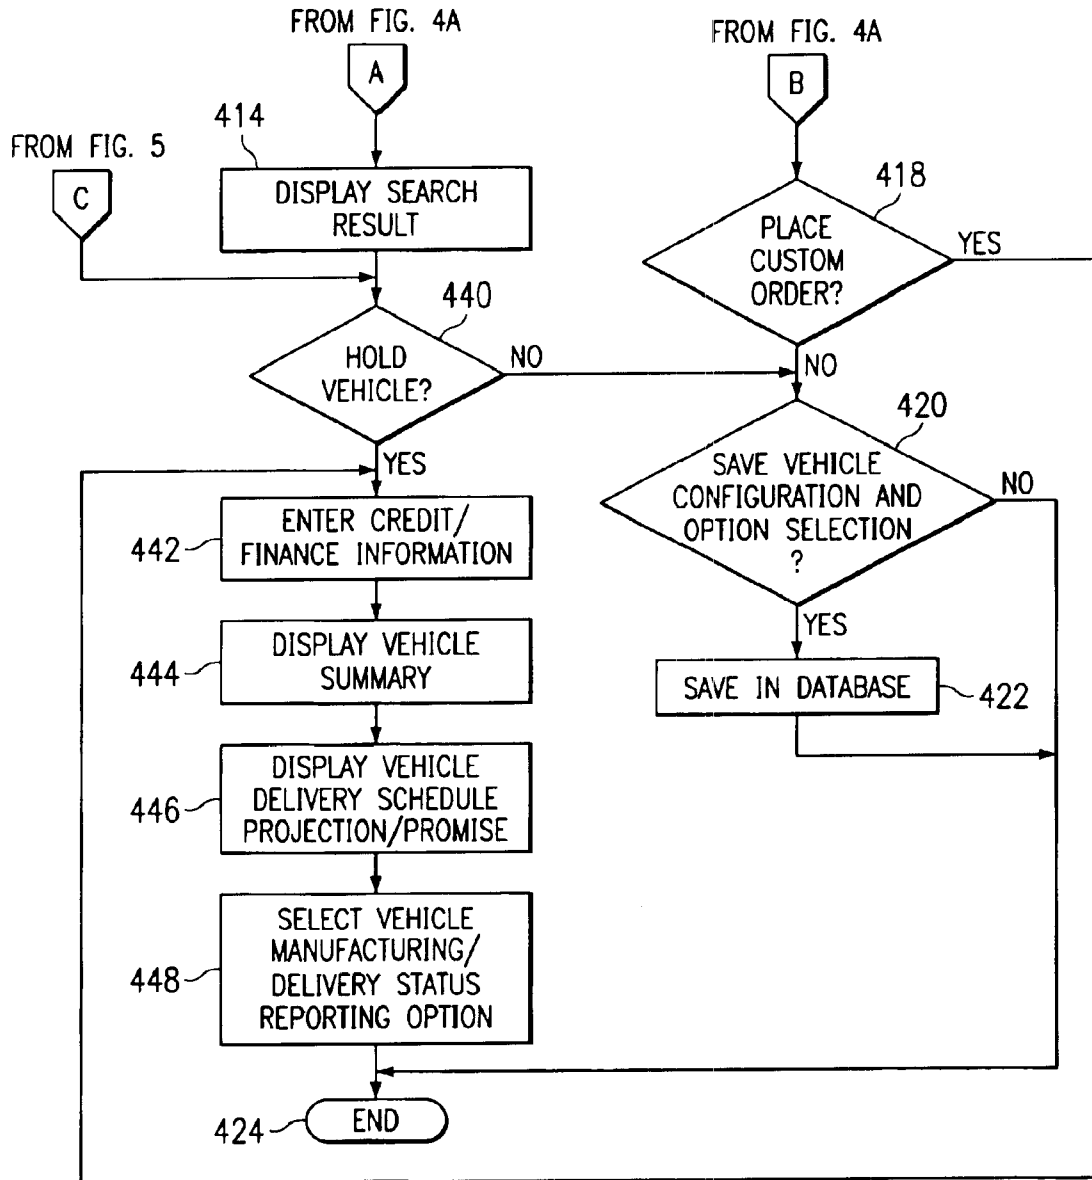 FROM FIG. 4A
A
FROM FIG. 4A
B
FROM FIG. 5
C
414
DISPLAY SEARCH
RESULT
418
PLACE
CUSTOM
ORDER?
YES
NO
440
HOLD
VEHICLE?
NO
YES
420
SAVE VEHICLE
CONFIGURATION AND
OPTION SELECTION
?
NO
YES
442
ENTER CREDIT/
FINANCE INFORMATION
444
DISPLAY VEHICLE
SUMMARY
SAVE IN DATABASE
422
446
DISPLAY VEHICLE
DELIVERY SCHEDULE
PROJECTION/PROMISE
448
SELECT VEHICLE
MANUFACTURING/
DELIVERY STATUS
REPORTING OPTION
424
END